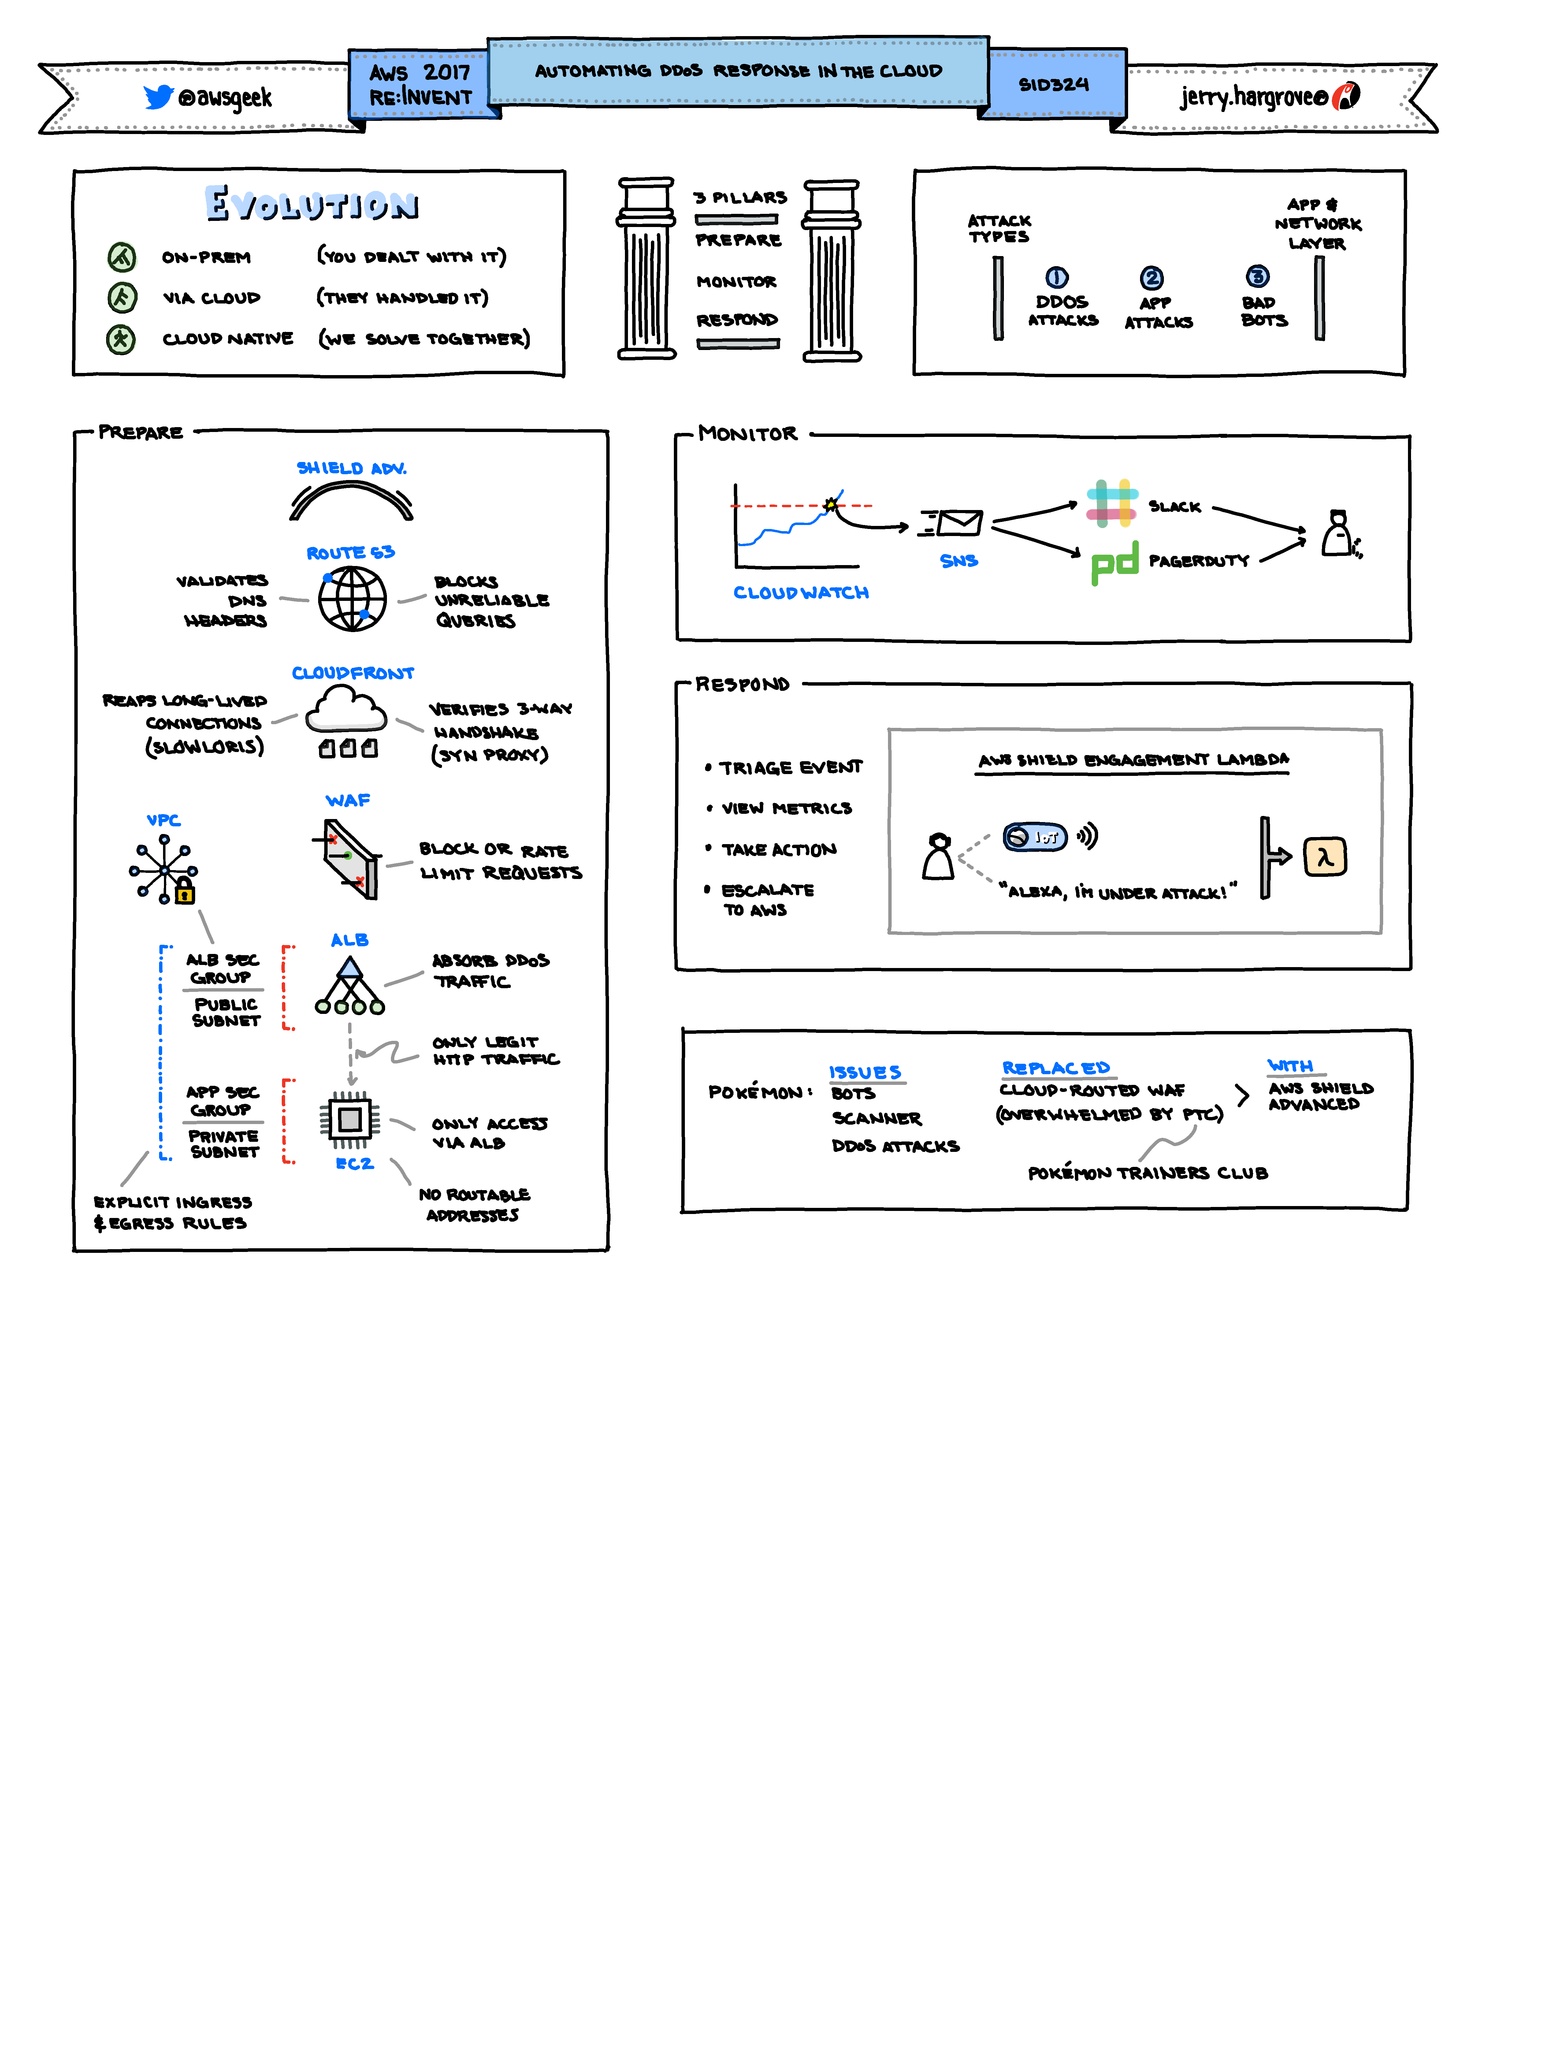 @awsgeek
AWS 2017
RE:INVENT
AUTOMATING DDoS RESPONSE IN THE CLOUD
SID324
jerry.hargrove@
EVOLUTION
ON-PREM (YOU DEALT WITH IT)
VIA CLOUD (THEY HANDLED IT)
CLOUD NATIVE (WE SOLVE TOGETHER)
3 PILLARS
PREPARE
MONITOR
RESPOND
ATTACK
TYPES
1
DDOS
ATTACKS
2
APP
ATTACKS
3
BAD
BOTS
APP &
NETWORK
LAYER
PREPARE
SHIELD ADV.
ROUTE 53
VALIDATES
DNS
HEADERS
BLOCKS
UNRELIABLE
QUERIES
CLOUDFRONT
REAPS LONG-LIVED
CONNECTIONS
(SLOWLORIS)
VERIFIES 3-WAY
HANDSHAKE
(SYN PROXY)
WAF
BLOCK OR RATE
LIMIT REQUESTS
VPC
ALB
ALB SEC
GROUP
PUBLIC
SUBNET
ABSORB DDoS
TRAFFIC
ONLY LEGIT
HTTP TRAFFIC
APP SEC
GROUP
PRIVATE
SUBNET
ONLY ACCESS
VIA ALB
EC2
EXPLICIT INGRESS
& EGRESS RULES
NO ROUTABLE
ADDRESSES
MONITOR
CLOUDWATCH
SNS
SLACK
pd PAGERDUTY
RESPOND
• TRIAGE EVENT
• VIEW METRICS
• TAKE ACTION
• ESCALATE
TO AWS
AWS SHIELD ENGAGEMENT LAMBDA
IoT
"ALEXA, I'M UNDER ATTACK!"
λ
POKÉMON:
ISSUES
BOTS
SCANNER
DDoS ATTACKS
REPLACED
CLOUD-ROUTED WAF
(OVERWHELMED BY PTC)
>
WITH
AWS SHIELD
ADVANCED
POKÉMON TRAINERS CLUB